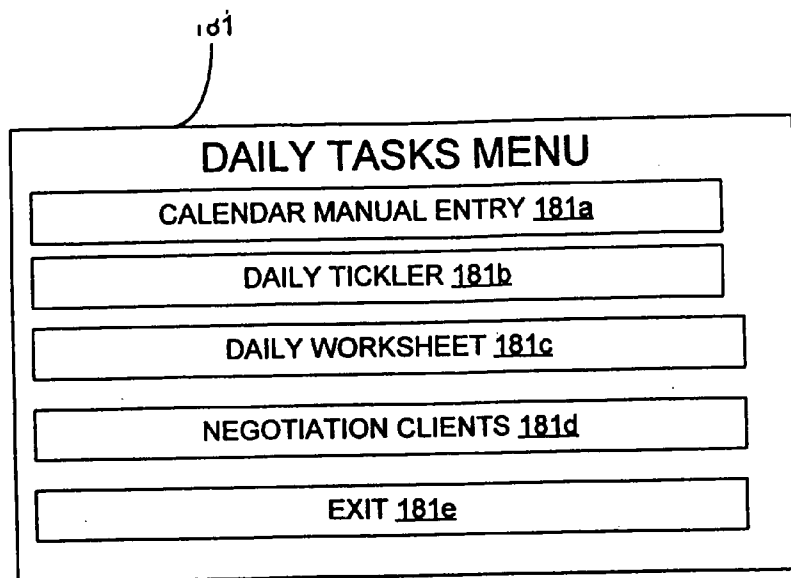 181
DAILY TASKS MENU
CALENDAR MANUAL ENTRY 181a
DAILY TICKLER 181b
DAILY WORKSHEET 181c
NEGOTIATION CLIENTS 181d
EXIT 181e